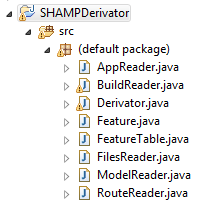 SHAMPDerivator
src
(default package)
AppReader.java
BuildReader.java
Derivator.java
Feature.java
FeatureTable.java
FilesReader.java
ModelReader.java
RouteReader.java